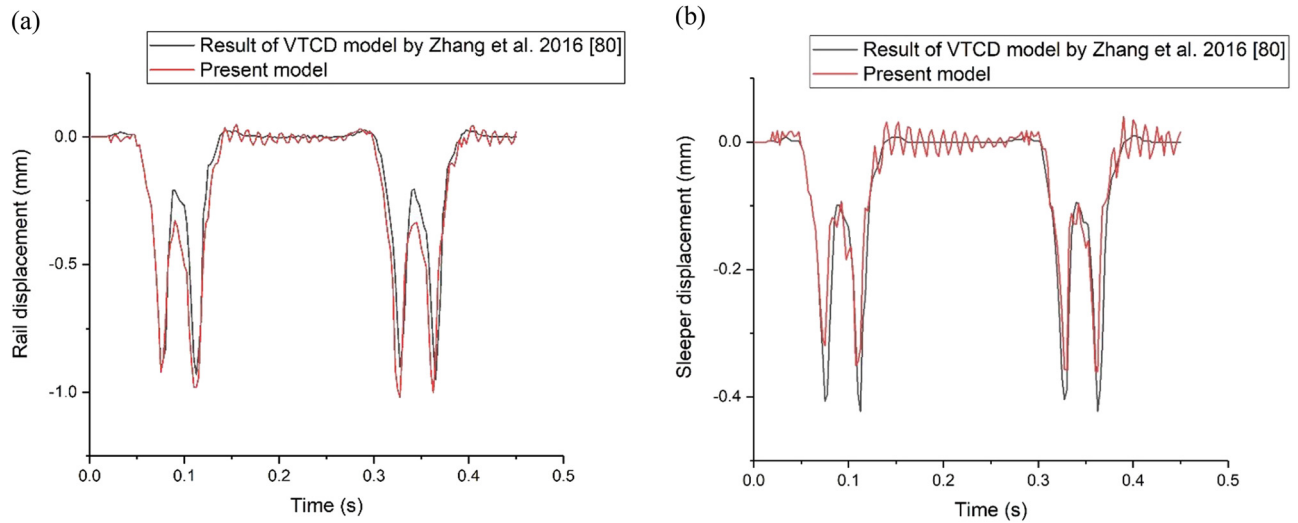 (a)
Result of VTCD model by Zhang et al. 2016 [80]
Present model
0.0
-0.5
-1.0
Rail displacement (mm)
0.0
0.1
0.2
0.3
0.4
0.5
Time (s)
(b)
Result of VTCD model by Zhang et al. 2016 [80]
Present model
0.0
-0.2
-0.4
Sleeper displacement (mm)
0.0
0.1
0.2
0.3
0.4
0.5
Time (s)